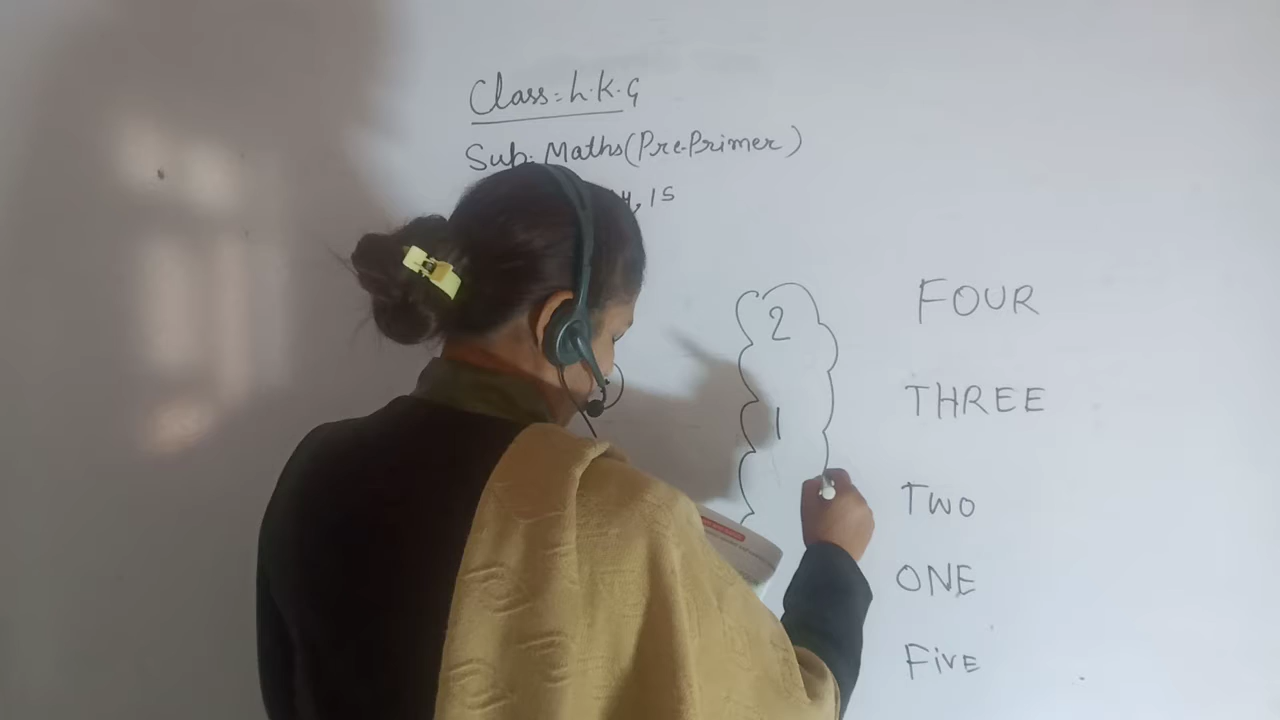 Class:- L.K.G
Sub:- Maths (Pre-Primer)
14, 15
2
1
FOUR
THREE
TWO
ONE
FiVE